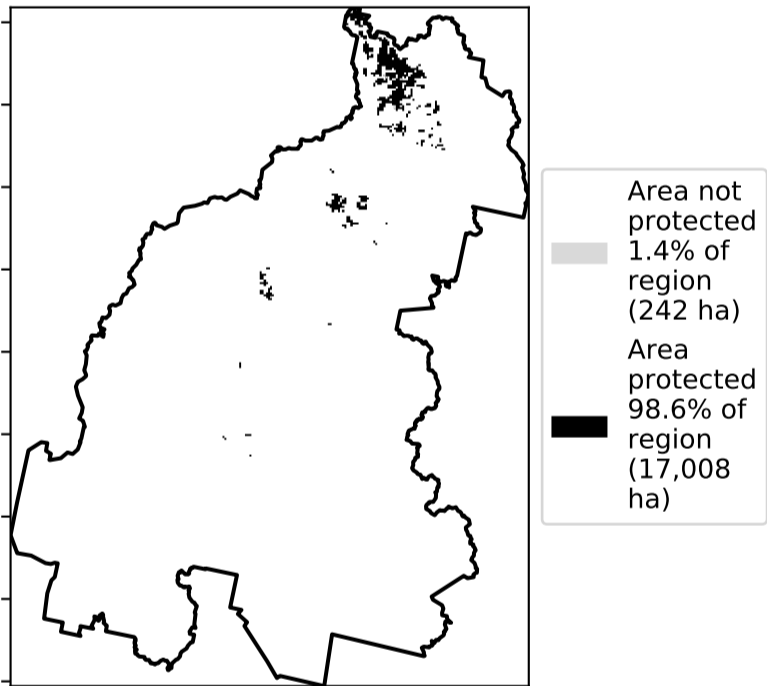 Area not
protected
1.4% of
region
(242 ha)
Area
protected
98.6% of
region
(17,008
ha)